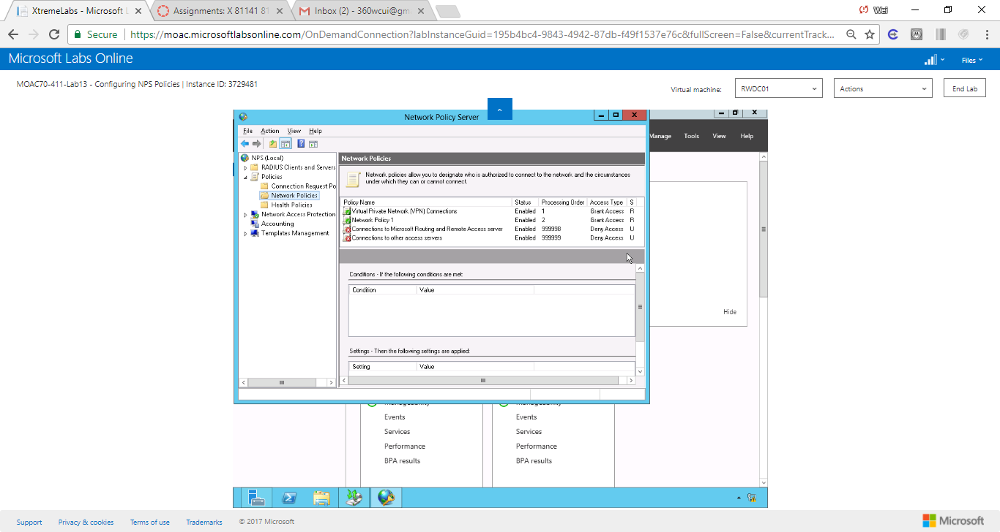 XtremeLabs - Microsoft L
Assignments: X 81141 81
Inbox (2) - 360wcui@gm
Wei
Secure
https://moac.microsoftlabsonline.com/OnDemandConnection?labInstanceGuid=195b4bc4-9843-4942-87db-f49f1537e76c&fullScreen=False&currentTrack...
Microsoft Labs Online
Files
MOAC70-411-Lab13 - Configuring NPS Policies | Instance ID: 3729481
Virtual machine:
RWDC01
Actions
End Lab
Network Policy Server
File Action View Help
Manage Tools View Help
NPS (Local)
RADIUS Clients and Servers
Policies
Connection Request Po
Network Policies
Health Policies
Network Access Protection
Accounting
Templates Management
Network Policies
Network policies allow you to designate who is authorized to connect to the network and the circumstances
under which they can or cannot connect.
Policy Name Status Processing Order Access Type S
Virtual Private Network (VPN) Connections Enabled 1 Grant Access R
Network Policy 1 Enabled 2 Grant Access R
Connections to Microsoft Routing and Remote Access server Enabled 999998 Deny Access U
Connections to other access servers Enabled 999999 Deny Access U
Conditions - If the following conditions are met:
Condition Value
Settings - Then the following settings are applied:
Setting Value
Hide
Manageability Manageability
Events Events
Services Services
Performance Performance
BPA results BPA results
Support Privacy & cookies Terms of use Trademarks © 2017 Microsoft
Microsoft